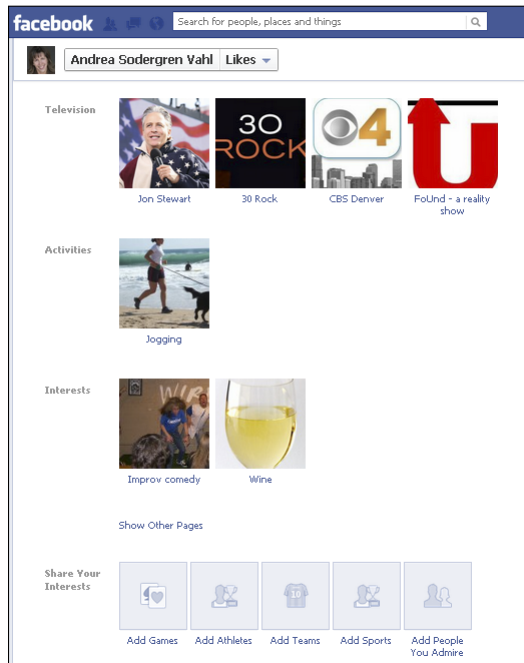 facebook
Search for people, places and things
Andrea Sodergren Vahl Likes
Television
30
ROCK
4
U
Jon Stewart
30 Rock
CBS Denver
FoUnd - a reality
show
Activities
Jogging
Interests
Improv comedy
Wine
Show Other Pages
Share Your
Interests
10
Add Games
Add Athletes
Add Teams
Add Sports
Add People
You Admire